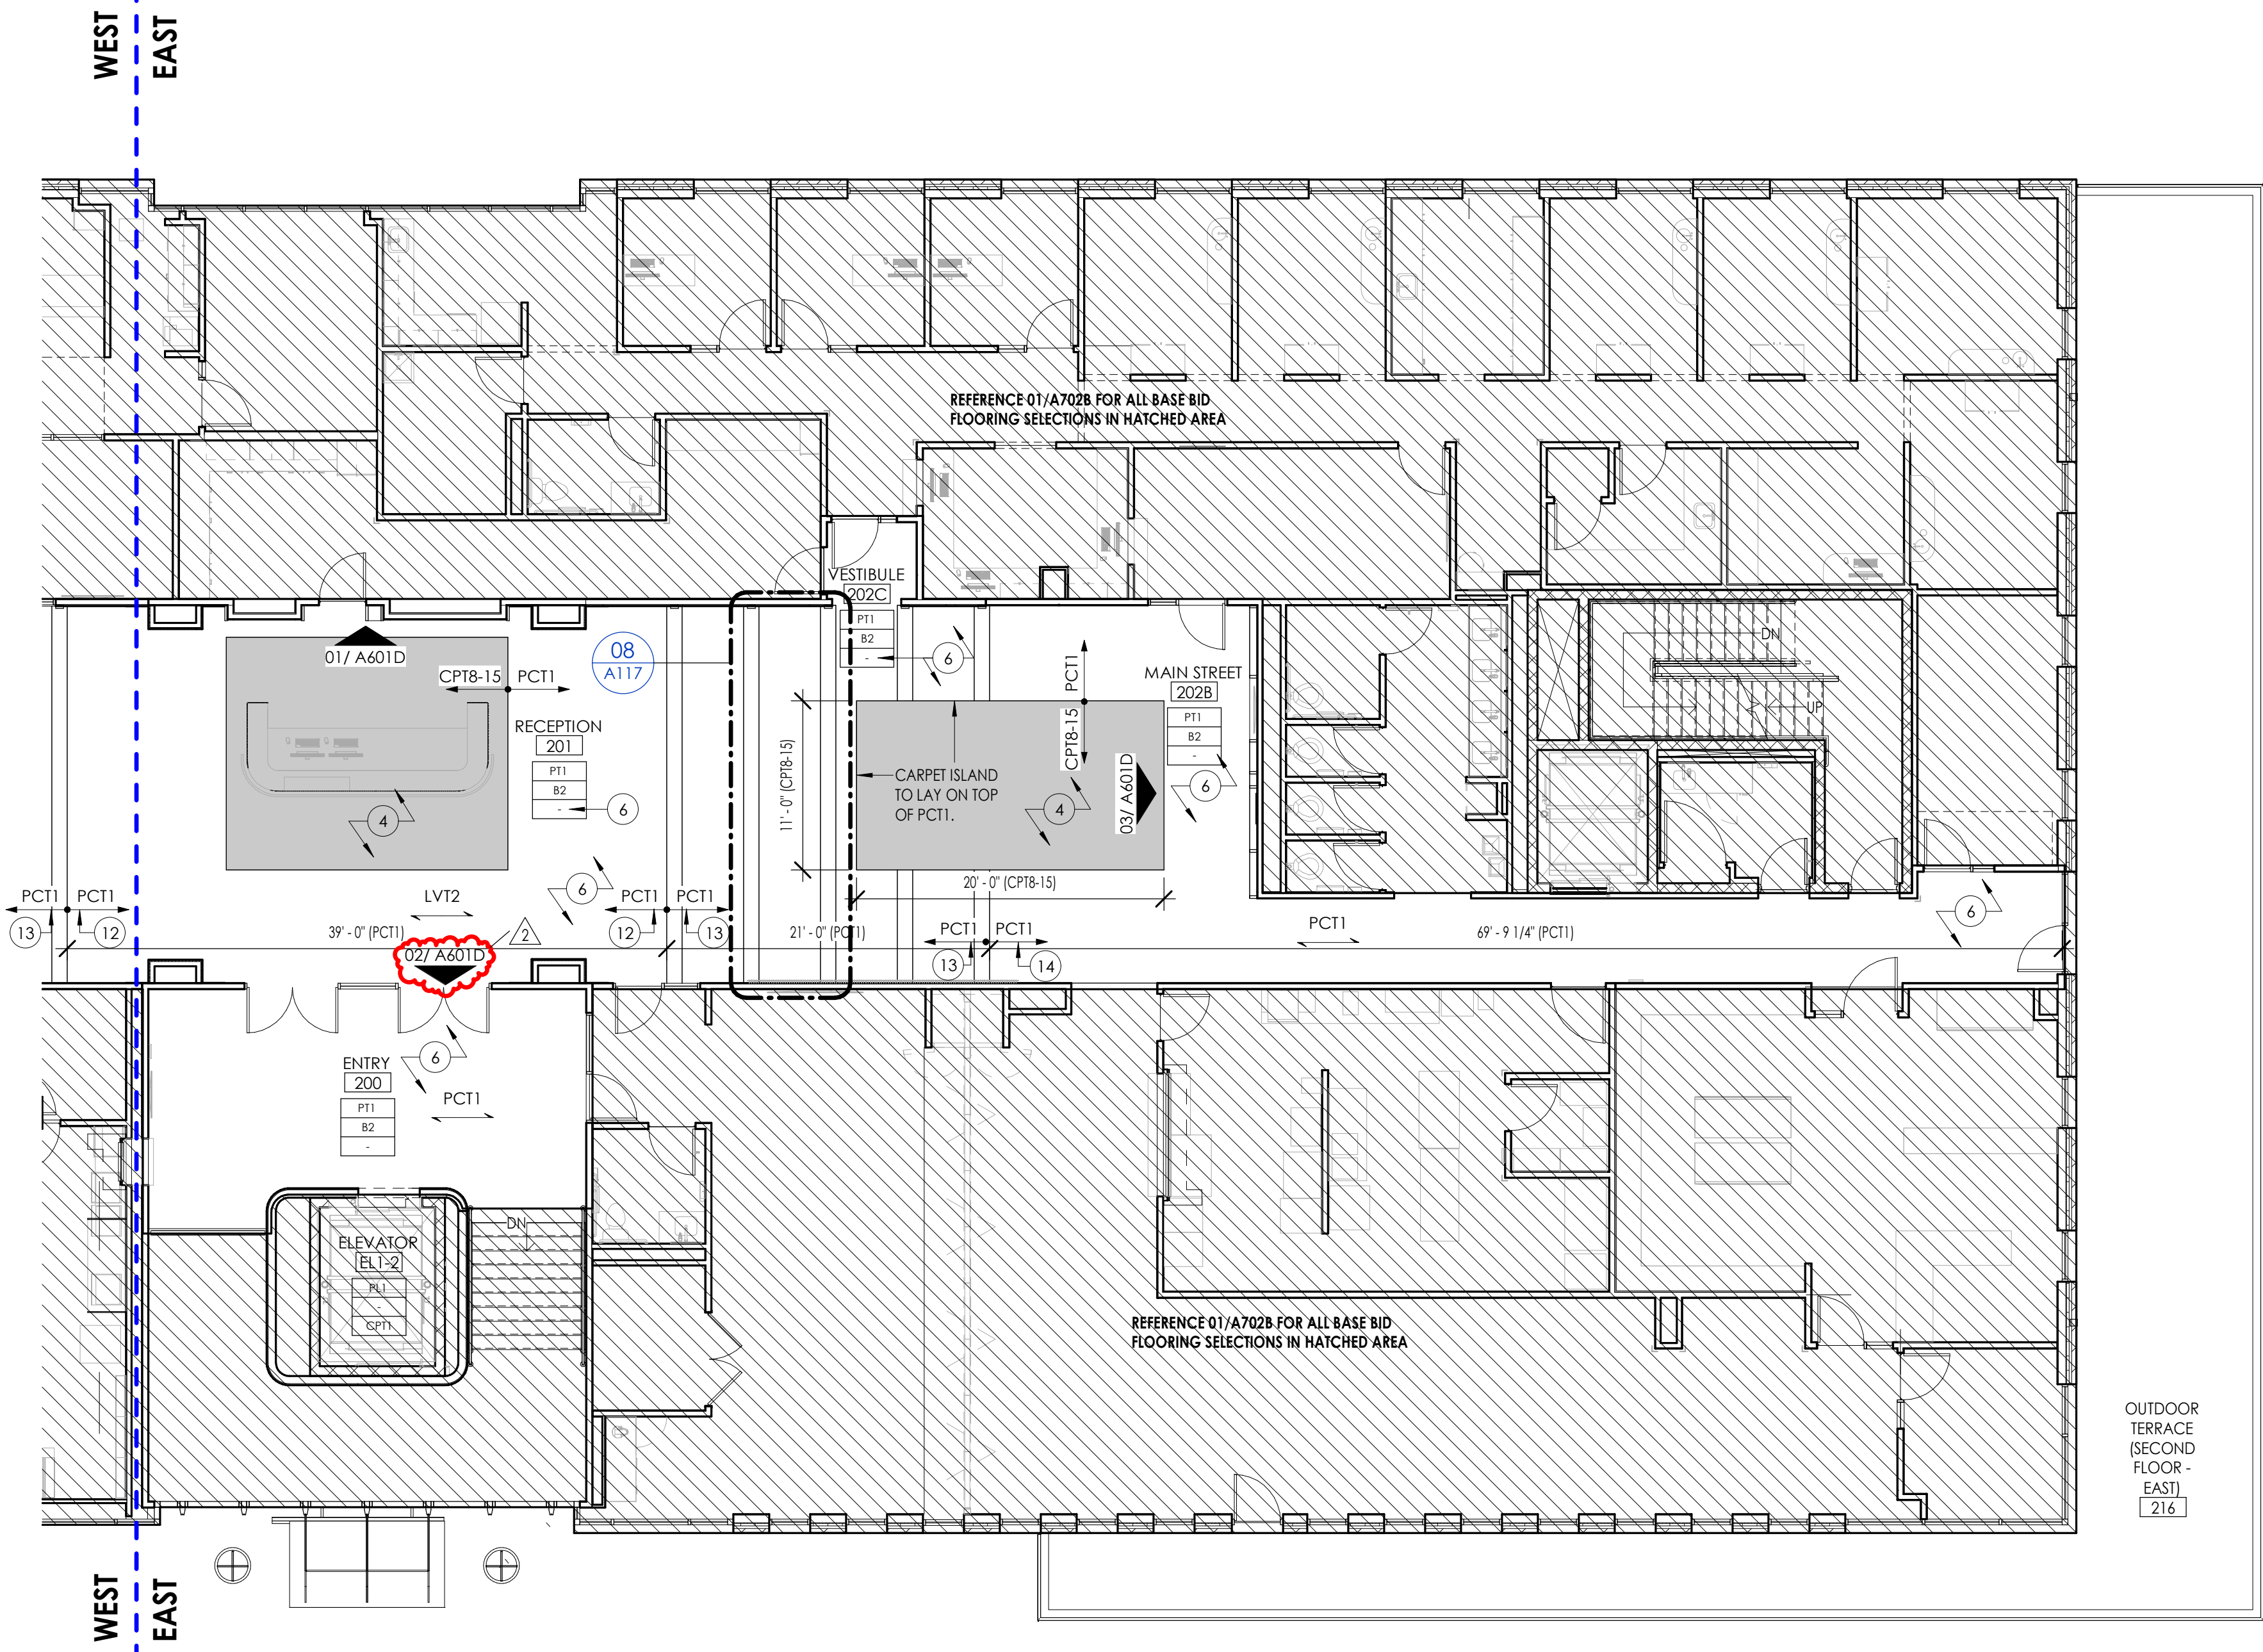 WEST
EAST
REFERENCE 01/A702B FOR ALL BASE BID
FLOORING SELECTIONS IN HATCHED AREA
VESTIBULE
202C
PT1
B2
-
6
01/ A601D
CPT8-15
PCT1
08
A117
RECEPTION
201
PT1
B2
-
6
4
11' - 0" (CPT8-15)
CARPET ISLAND
TO LAY ON TOP
OF PCT1.
PCT1
CPT8-15
4
03/ A601D
MAIN STREET
202B
PT1
B2
-
6
DN
UP
20' - 0" (CPT8-15)
PCT1
PCT1
13
12
LVT2
6
39' - 0" (PCT1)
02/ A601D
2
PCT1
PCT1
12
13
21' - 0" (PCT1)
PCT1
PCT1
13
14
PCT1
69' - 9 1/4" (PCT1)
6
ENTRY
200
PT1
B2
-
6
PCT1
DN
ELEVATOR
EL1-2
PL1
-
CPT1
REFERENCE 01/A702B FOR ALL BASE BID
FLOORING SELECTIONS IN HATCHED AREA
OUTDOOR
TERRACE
(SECOND
FLOOR -
EAST)
216
WEST
EAST